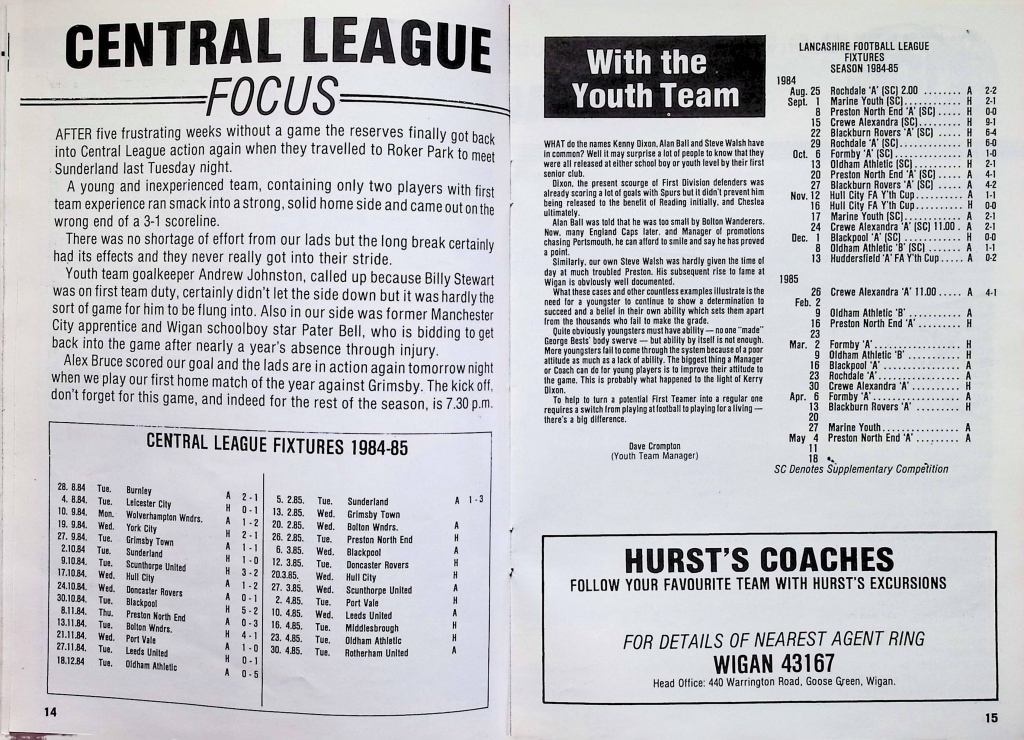 CENTRAL LEAGUE
FOCUS
AFTER five frustrating weeks without a game the reserves finally got back
into Central League action again when they travelled to Roker Park to meet
Sunderland last Tuesday night.
A young and inexperienced team, containing only two players with first
team experience ran smack into a strong, solid home side and came out on the
wrong end of a 3-1 scoreline.
There was no shortage of effort from our lads but the long break certainly
had its effects and they never really got into their stride.
Youth team goalkeeper Andrew Johnston, called up because Billy Stewart
was on first team duty, certainly didn't let the side down but it was hardly the
sort of game for him to be flung into. Also in our side was former Manchester
City apprentice and Wigan schoolboy star Pater Bell, who is bidding to get
back into the game after nearly a year's absence through injury.
Alex Bruce scored our goal and the lads are in action again tomorrow night
when we play our first home match of the year against Grimsby. The kick off,
don't forget for this game, and indeed for the rest of the season, is 7.30 p.m.
CENTRAL LEAGUE FIXTURES 1984-85
28. 8.84 Tue. Burnley A 2-1
4. 8.84, Tue. Leicester City H 0-1
10. 9.84, Mon. Wolverhampton Wndrs. A 1-2
19. 9.84. Wed. York City H 2-1
27. 9.84. Tue. Grimsby Town A 1-1
2.10.84 Tue. Sunderland H 1-0
9.10.84. Tue. Scunthorpe United H 3-2
17.10.84. Wed. Hull City A 1-2
24.10.84. Wed. Doncaster Rovers A 0-1
30.10.84. Tue. Blackpool H 5-2
8.11.84. Thu. Preston North End A 0-3
13.11.84. Tue. Bolton Wndrs. H 4-1
21.11.84. Wed. Port Vale A 1-0
27.11.84. Tue. Leeds United H 0-1
18.12.84 Tue. Oldham Athletic A 0-5
5. 2.85. Tue. Sunderland A 1-3
13. 2.85. Wed. Grimsby Town
20. 2.85. Wed. Bolton Wndrs. A
26. 2.85. Tue. Preston North End H
6. 3.85. Wed. Blackpool A
12. 3.85. Tue. Doncaster Rovers H
20.3.85. Wed. Hull City H
27. 3.85. Wed. Scunthorpe United A
2. 4.85. Tue. Port Vale H
10. 4.85. Wed. Leeds United A
16. 4.85. Tue. Middlesbrough H
23. 4.85. Tue. Oldham Athletic H
30. 4.85. Tue. Rotherham United A
14
With the
Youth Team
WHAT do the names Kenny Dixon, Alan Ball and Steve Walsh have
in common? Well it may surprise a lot of people to know that they
were all released at either school boy or youth level by their first
senior club.
Dixon, the present scourge of First Division defenders was
already scoring a lot of goals with Spurs but it didn't prevent him
being released to the benefit of Reading initially, and Cheslea
ultimately.
Alan Ball was told that he was too small by Bolton Wanderers.
Now, many England Caps later, and Manager of promotions
chasing Portsmouth, he can afford to smile and say he has proved
a point.
Similarly, our own Steve Walsh was hardly given the time of
day at much troubled Preston. His subsequent rise to fame at
Wigan is obviously well documented.
What these cases and other countless examples illustrate is the
need for a youngster to continue to show a determination to
succeed and a belief in their own ability which sets them apart
from the thousands who fail to make the grade.
Quite obviously youngsters must have ability — no one "made"
George Bests' body swerve — but ability by itself is not enough.
More youngsters fail to come through the system because of a poor
attitude as much as a lack of ability. The biggest thing a Manager
or Coach can do for young players is to improve their attitude to
the game. This is probably what happened to the light of Kerry
Dixon.
To help to turn a potential First Teamer into a regular one
requires a switch from playing at football to playing for a living —
there's a big difference.
Dave Crompton
(Youth Team Manager)
LANCASHIRE FOOTBALL LEAGUE
FIXTURES
SEASON 1984-85
1984
Aug. 25 Rochdale 'A' (SC) 2.00 ........ A 2-2
Sept. 1 Marine Youth (SC)............ H 2-1
8 Preston North End 'A' (SC)..... H 0-0
15 Crewe Alexandra (SC)......... H 9-1
22 Blackburn Rovers 'A' (SC) ..... H 6-4
29 Rochdale 'A' (SC) ............ H 6-0
Oct. 6 Formby 'A' (SC).............. A 1-0
13 Oldham Athletic (SC)......... H 2-1
20 Preston North End 'A' (SC)..... A 4-1
27 Blackburn Rovers 'A' (SC) ..... A 4-2
Nov. 12 Hull City FA Y'th Cup.......... A 1-1
16 Hull City FA Y'th Cup.......... H 0-0
17 Marine Youth (SC)............ A 2-1
24 Crewe Alexandra 'A' (SC) 11.00 . A 2-1
Dec. 1 Blackpool 'A' (SC) ............ H 0-0
8 Oldham Athletic 'B' (SC) ...... A 1-1
13 Huddersfield 'A' FA Y'th Cup..... A 0-2
1985
26 Crewe Alexandra 'A' 11.00 ..... A 4-1
Feb. 2
9 Oldham Athletic 'B' .......... A
16 Preston North End 'A' ......... H
23
Mar. 2 Formby 'A'................. H
9 Oldham Athletic 'B' .......... H
16 Blackpool 'A' ............... A
23 Rochdale 'A'................ A
30 Crewe Alexandra 'A' .......... H
Apr. 6 Formby 'A'................. A
13 Blackburn Rovers 'A' ......... H
20
27 Marine Youth............... A
May 4 Preston North End 'A' ......... A
11
18
SC Denotes Supplementary Competition
HURST'S COACHES
FOLLOW YOUR FAVOURITE TEAM WITH HURST'S EXCURSIONS
FOR DETAILS OF NEAREST AGENT RING
WIGAN 43167
Head Office: 440 Warrington Road, Goose Green, Wigan.
15